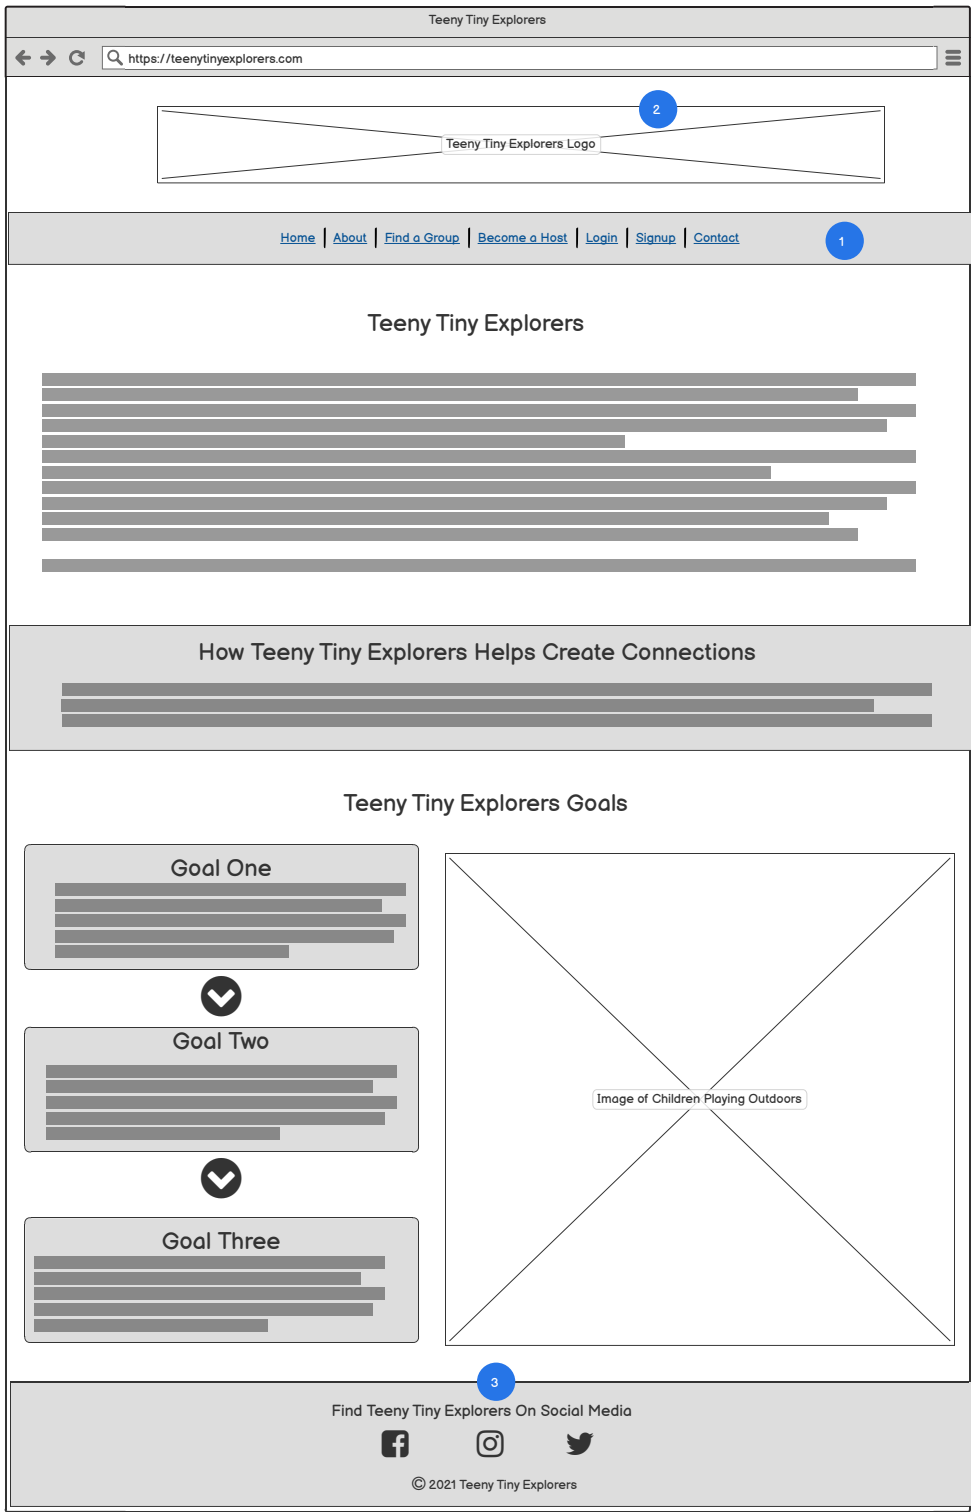 Teeny Tiny Explorers
https://teenytinyexplorers.com
2
Teeny Tiny Explorers Logo
Home | About | Find a Group | Become a Host | Login | Signup | Contact
1
Teeny Tiny Explorers
How Teeny Tiny Explorers Helps Create Connections
Teeny Tiny Explorers Goals
Goal One
Goal Two
Goal Three
Image of Children Playing Outdoors
3
Find Teeny Tiny Explorers On Social Media
© 2021 Teeny Tiny Explorers